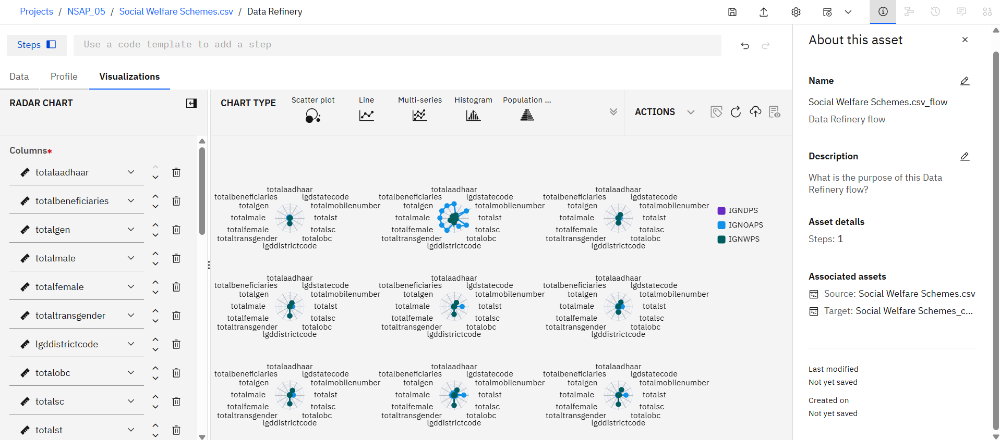 Projects / NSAP_05 / Social Welfare Schemes.csv / Data Refinery
Steps
Use a code template to add a step
Data Profile Visualizations
RADAR CHART
Columns*
totalaadhaar
totalbeneficiaries
totalgen
totalmale
totalfemale
totaltransgender
lgddistrictcode
totalobc
totalsc
totalst
CHART TYPE
Scatter plot Line Multi-series Histogram Population ...
ACTIONS
totalaadhaar totalaadhaar totalaadhaar
totalbeneficiaries lgdstatecode totalbeneficiaries lgdstatecode totalbeneficiaries lgdstatecode
totalgen totalmobilenumber totalgen totalmobilenumber totalgen totalmobilenumber
totalmale totalst totalmale totalst totalmale totalst
totalfemale totalsc totalfemale totalsc totalfemale totalsc
totaltransgender totalobc totaltransgender totalobc totaltransgender totalobc
lgddistrictcode lgddistrictcode lgddistrictcode
IGNDPS
IGNOAPS
IGNWPS
totalaadhaar totalaadhaar totalaadhaar
totalbeneficiaries lgdstatecode totalbeneficiaries lgdstatecode totalbeneficiaries lgdstatecode
totalgen totalmobilenumber totalgen totalmobilenumber totalgen totalmobilenumber
totalmale totalst totalmale totalst totalmale totalst
totalfemale totalsc totalfemale totalsc totalfemale totalsc
totaltransgender totalobc totaltransgender totalobc totaltransgender totalobc
lgddistrictcode lgddistrictcode lgddistrictcode
totalaadhaar totalaadhaar totalaadhaar
totalbeneficiaries lgdstatecode totalbeneficiaries lgdstatecode totalbeneficiaries lgdstatecode
totalgen totalmobilenumber totalgen totalmobilenumber totalgen totalmobilenumber
totalmale totalst totalmale totalst totalmale totalst
totalfemale totalsc totalfemale totalsc totalfemale totalsc
totaltransgender totalobc totaltransgender totalobc totaltransgender totalobc
lgddistrictcode lgddistrictcode lgddistrictcode
About this asset
Name
Social Welfare Schemes.csv_flow
Data Refinery flow
Description
What is the purpose of this Data
Refinery flow?
Asset details
Steps: 1
Associated assets
Source: Social Welfare Schemes.csv
Target: Social Welfare Schemes_c...
Last modified
Not yet saved
Created on
Not yet saved